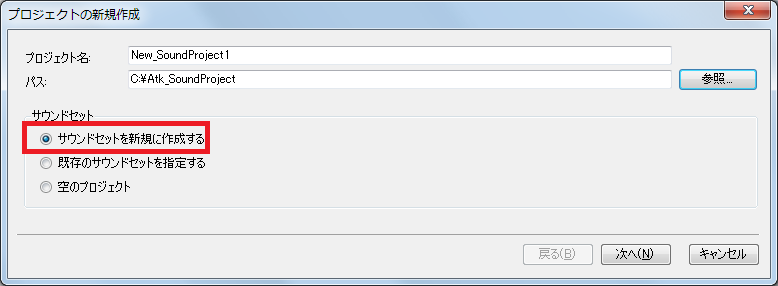 プロジェクトの新規作成
プロジェクト名: New_SoundProject1
パス: C:¥Atk_SoundProject 参照...
サウンドセット
サウンドセットを新規に作成する
既存のサウンドセットを指定する
空のプロジェクト
戻る(B) 次へ(N) キャンセル